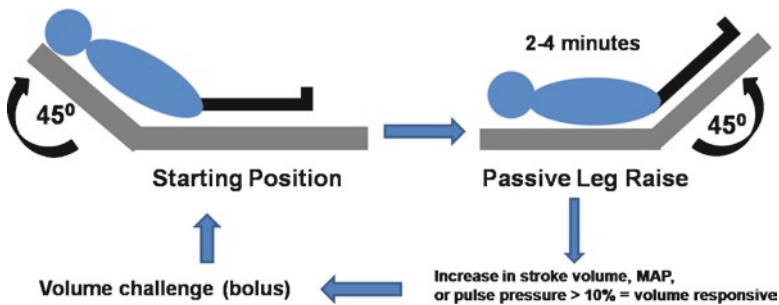 2-4 minutes
45⁰
45⁰
Starting Position
Passive Leg Raise
Volume challenge (bolus)
Increase in stroke volume, MAP,
or pulse pressure > 10% = volume responsive